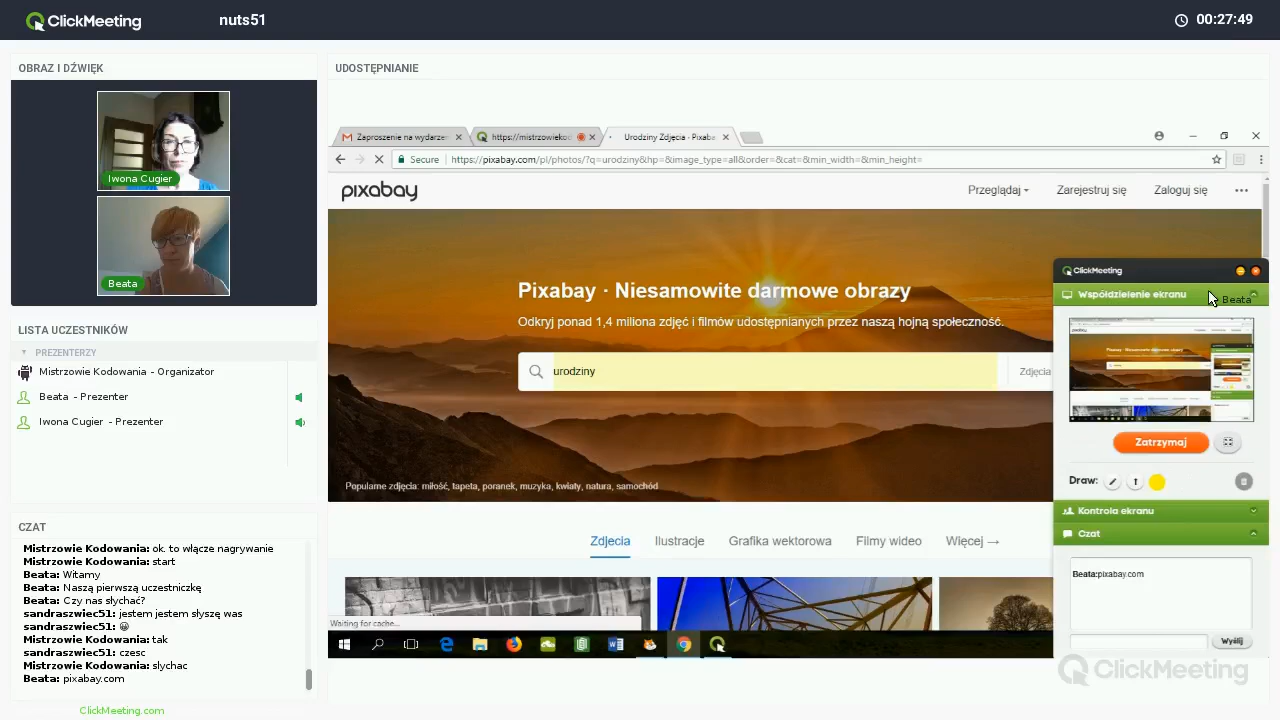 ClickMeeting
nuts51
00:27:49
OBRAZ I DŹWIĘK
Iwona Cugier
Beata
LISTA UCZESTNIKÓW
PREZENTERZY
Mistrzowie Kodowania - Organizator
Beata - Prezenter
Iwona Cugier - Prezenter
CZAT
Mistrzowie Kodowania: ok. to włącze nagrywanie
Mistrzowie Kodowania: start
Beata: Witamy
Beata: Naszą pierwszą uczestniczkę
Beata: Czy nas słychać?
sandraszwiec51: jestem jestem słyszę was
sandraszwiec51: 😀
Mistrzowie Kodowania: tak
sandraszwiec51: czesc
Mistrzowie Kodowania: slychac
Beata: pixabay.com
ClickMeeting.com
UDOSTĘPNIANIE
Zaproszenie na wydarze
https://mistrzowieko
Urodziny Zdjęcia · Pixaba
Secure
https://pixabay.com/pl/photos/?q=urodziny&hp=&image_type=all&order=&cat=&min_width=&min_height=
pixabay
Przeglądaj
Zarejestruj się
Zaloguj się
Pixabay · Niesamowite darmowe obrazy
Odkryj ponad 1,4 miliona zdjęć i filmów udostępnianych przez naszą hojną społeczność.
urodziny
Zdjęcia
Popularne zdjęcia: miłość, tapeta, poranek, muzyka, kwiaty, natura, samochód
Zdjęcia
Ilustracje
Grafika wektorowa
Filmy wideo
Więcej →
Waiting for cache...
ClickMeeting
Współdzielenie ekranu
Beata
Zatrzymaj
Draw:
Kontrola ekranu
Czat
Beata:pixabay.com
Wyślij
ClickMeeting